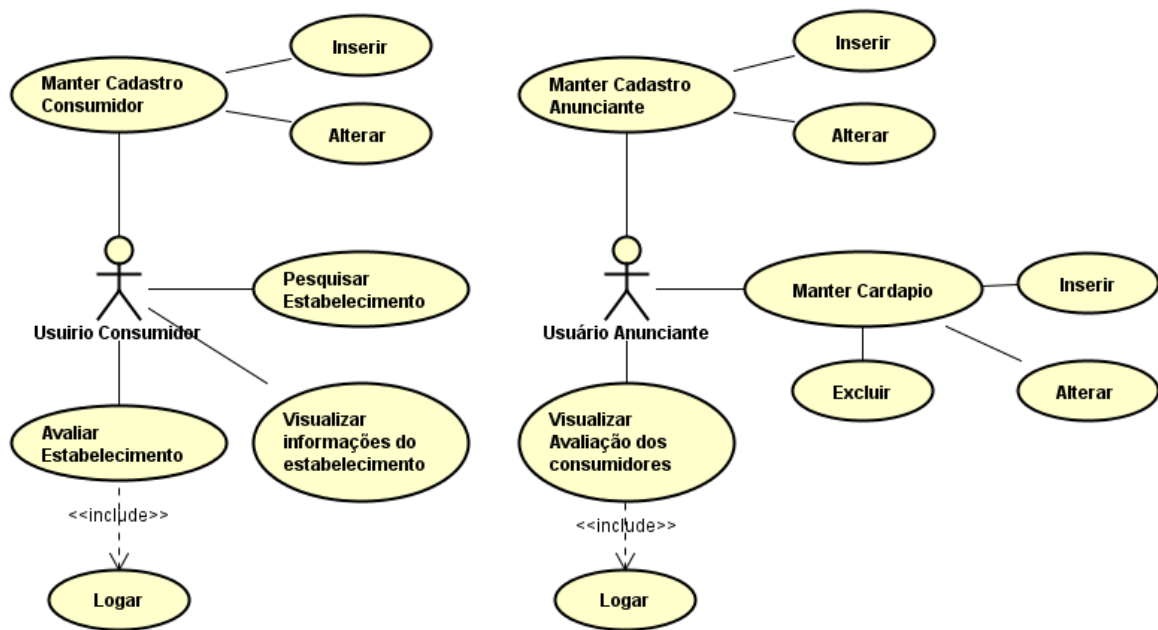 Inserir
Manter Cadastro
Consumidor
Alterar
Pesquisar
Estabelecimento
Usuirio Consumidor
Avaliar
Estabelecimento
Visualizar
informações do
estabelecimento
<<include>>
Logar
Inserir
Manter Cadastro
Anunciante
Alterar
Manter Cardapio
Inserir
Usuário Anunciante
Excluir
Alterar
Visualizar
Avaliação dos
consumidores
<<include>>
Logar